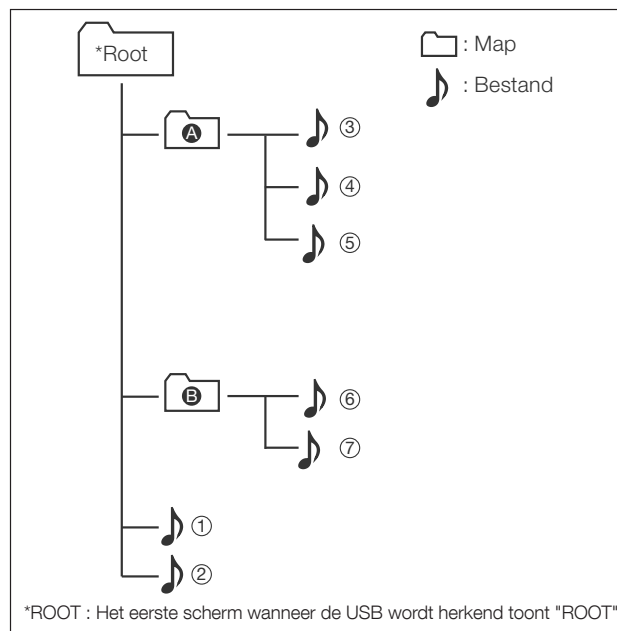 *Root
: Map
: Bestand
A
③
④
⑤
B
⑥
⑦
①
②
*ROOT : Het eerste scherm wanneer de USB wordt herkend toont "ROOT"